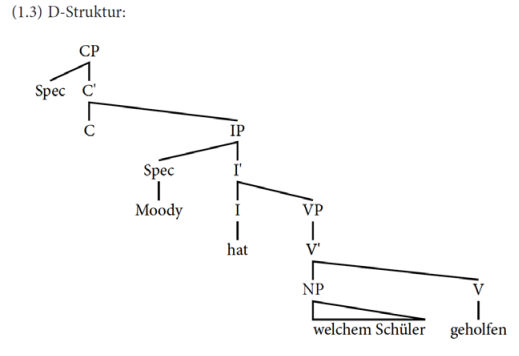 (1.3) D-Struktur:
CP
Spec C'
C IP
Spec I'
Moody I VP
hat V'
NP V
welchem Schüler geholfen